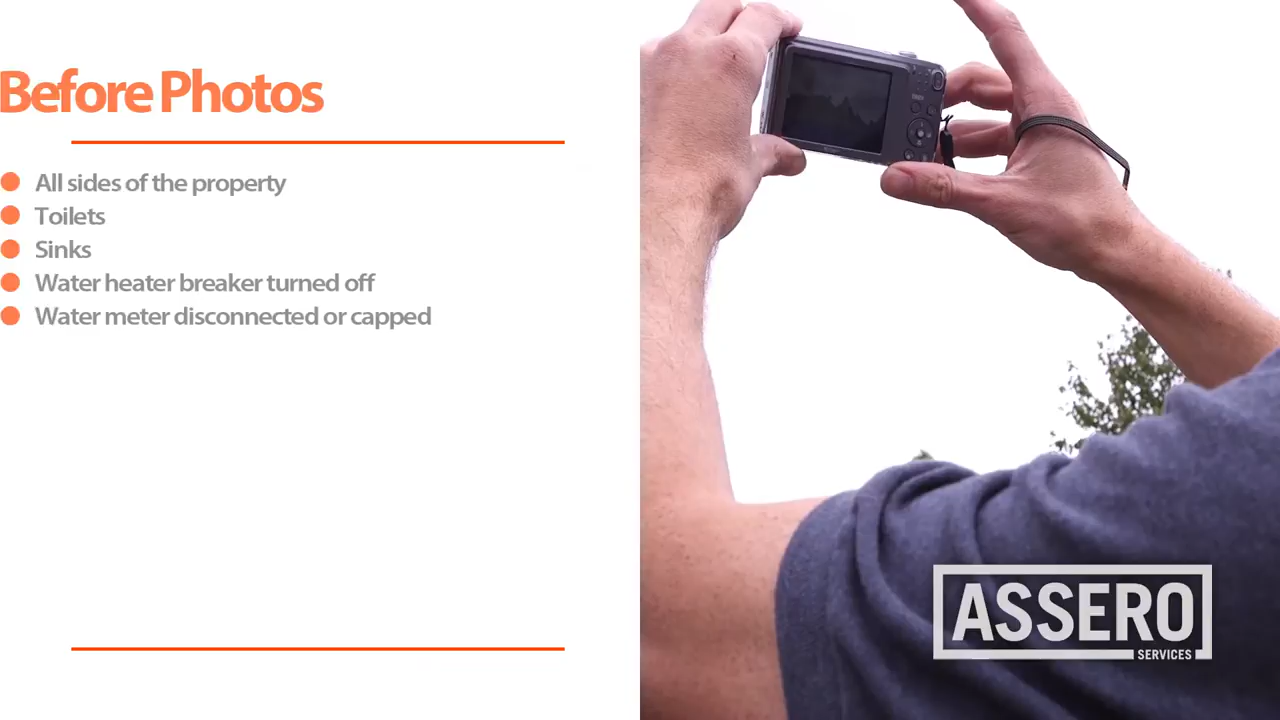 Before Photos
All sides of the property
Toilets
Sinks
Water heater breaker turned off
Water meter disconnected or capped
ASSERO
SERVICES